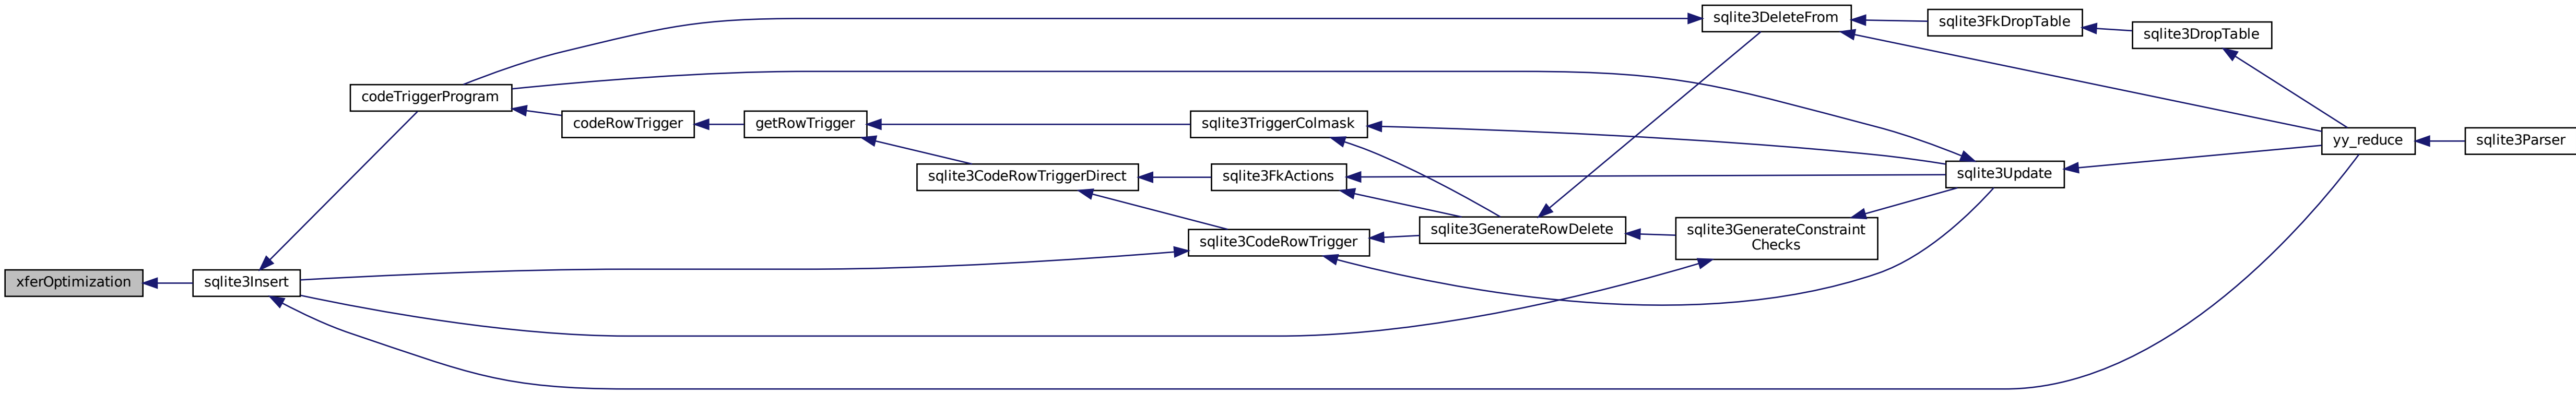 sqlite3DeleteFrom
sqlite3FkDropTable
sqlite3DropTable
codeTriggerProgram
codeRowTrigger
getRowTrigger
sqlite3TriggerColmask
yy_reduce
sqlite3Parser
sqlite3CodeRowTriggerDirect
sqlite3FkActions
sqlite3Update
sqlite3CodeRowTrigger
sqlite3GenerateRowDelete
sqlite3GenerateConstraint
Checks
xferOptimization
sqlite3Insert